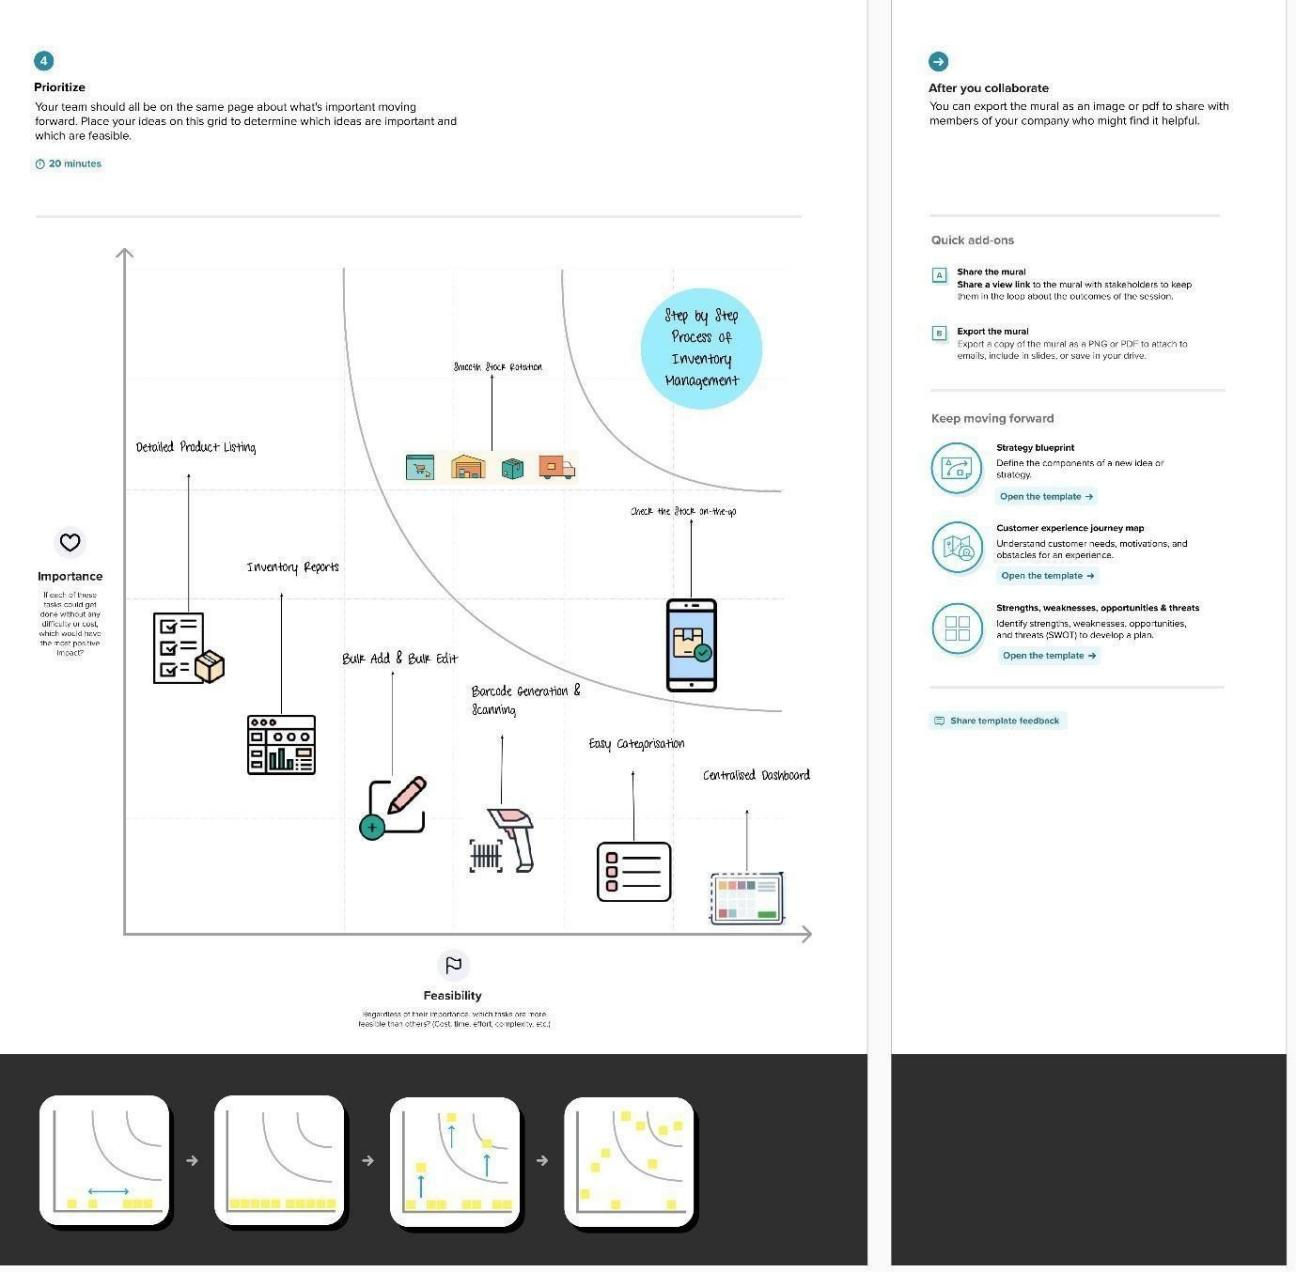 4
Prioritize
Your team should all be on the same page about what's important moving
forward. Place your ideas on this grid to determine which ideas are important and
which are feasible.
20 minutes
Step by Step
Process of
Inventory
Management
Smooth Stock Rotation
Detailed Product Listing
Check the Stock on-the-go
Inventory Reports
Importance
If each of these
tasks could get
done without any
difficulty or cost,
which would have
the most positive
impact?
Bulk Add & Bulk Edit
Barcode Generation &
Scanning
Easy Categorisation
Centralised Dashboard
Feasibility
Regardless of their importance, which tasks are more
feasible than others? (Cost, time, effort, complexity, etc.)
After you collaborate
You can export the mural as an image or pdf to share with
members of your company who might find it helpful.
Quick add-ons
A
Share the mural
Share a view link to the mural with stakeholders to keep
them in the loop about the outcomes of the session.
B
Export the mural
Export a copy of the mural as a PNG or PDF to attach to
emails, include in slides, or save in your drive.
Keep moving forward
Strategy blueprint
Define the components of a new idea or
strategy.
Open the template →
Customer experience journey map
Understand customer needs, motivations, and
obstacles for an experience.
Open the template →
Strengths, weaknesses, opportunities & threats
Identify strengths, weaknesses, opportunities,
and threats (SWOT) to develop a plan.
Open the template →
Share template feedback